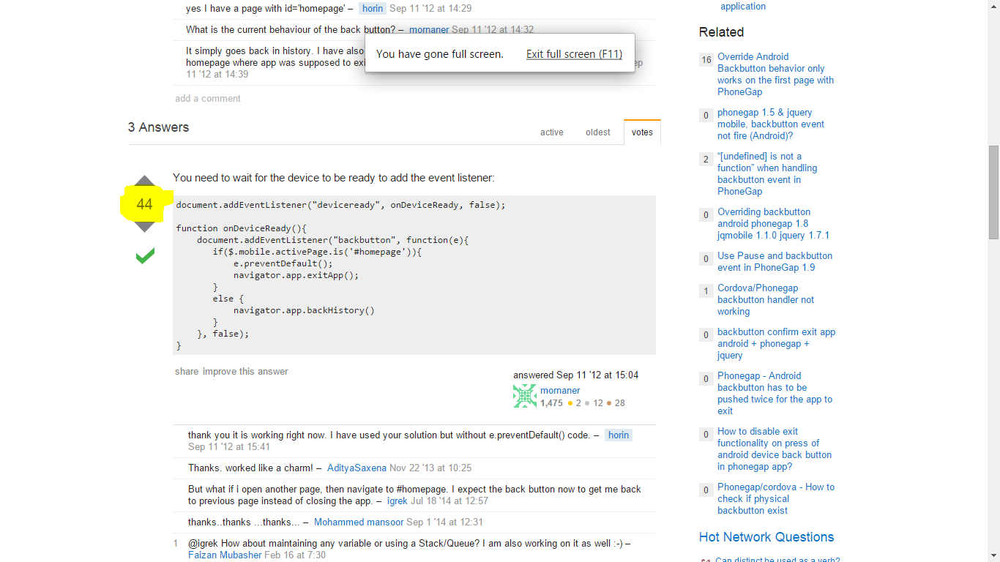 yes I have a page with id='homepage' – horin Sep 11 '12 at 14:29
What is the current behaviour of the back button? – mornaner Sep 11 '12 at 14:32
It simply goes back in history. I have also
homepage where app was supposed to
11 '12 at 14:39
You have gone full screen. Exit full screen (F11)
add a comment
3 Answers
active oldest votes
44
You need to wait for the device to be ready to add the event listener:
document.addEventListener("deviceready", onDeviceReady, false);
function onDeviceReady(){
document.addEventListener("backbutton", function(e){
if($.mobile.activePage.is('#homepage')){
e.preventDefault();
navigator.app.exitApp();
}
else {
navigator.app.backHistory()
}
}, false);
}
share improve this answer
answered Sep 11 '12 at 15:04
mornaner
1,475 2 12 28
thank you it is working right now. I have used your solution but without e.preventDefault() code. – horin
Sep 11 '12 at 15:41
Thanks. worked like a charm! – AdityaSaxena Nov 22 '13 at 10:25
But what if i open another page, then navigate to #homepage. I expect the back button now to get me back
to previous page instead of closing the app. – igrek Jul 18 '14 at 12:57
thanks..thanks ...thanks... – Mohammed mansoor Sep 1 '14 at 12:31
1 @igrek How about maintaining any variable or using a Stack/Queue? I am also working on it as well :-) –
Faizan Mubasher Feb 16 at 7:30
application
Related
16 Override Android
Backbutton behavior only
works on the first page with
PhoneGap
0 phonegap 1.5 & jquery
mobile, backbutton event
not fire (Android)?
2 “[undefined] is not a
function” when handling
backbutton event in
PhoneGap
0 Overriding backbutton
android phonegap 1.8
jqmobile 1.1.0 jquery 1.7.1
0 Use Pause and backbutton
event in PhoneGap 1.9
1 Cordova/Phonegap
backbutton handler not
working
0 backbutton confirm exit app
android + phonegap +
jquery
0 Phonegap - Android
backbutton has to be
pushed twice for the app to
exit
0 How to disable exit
functionality on press of
android device back button
in phonegap app?
0 Phonegap/cordova - How to
check if physical
backbutton exist
Hot Network Questions
Can distinct be used as a verb?